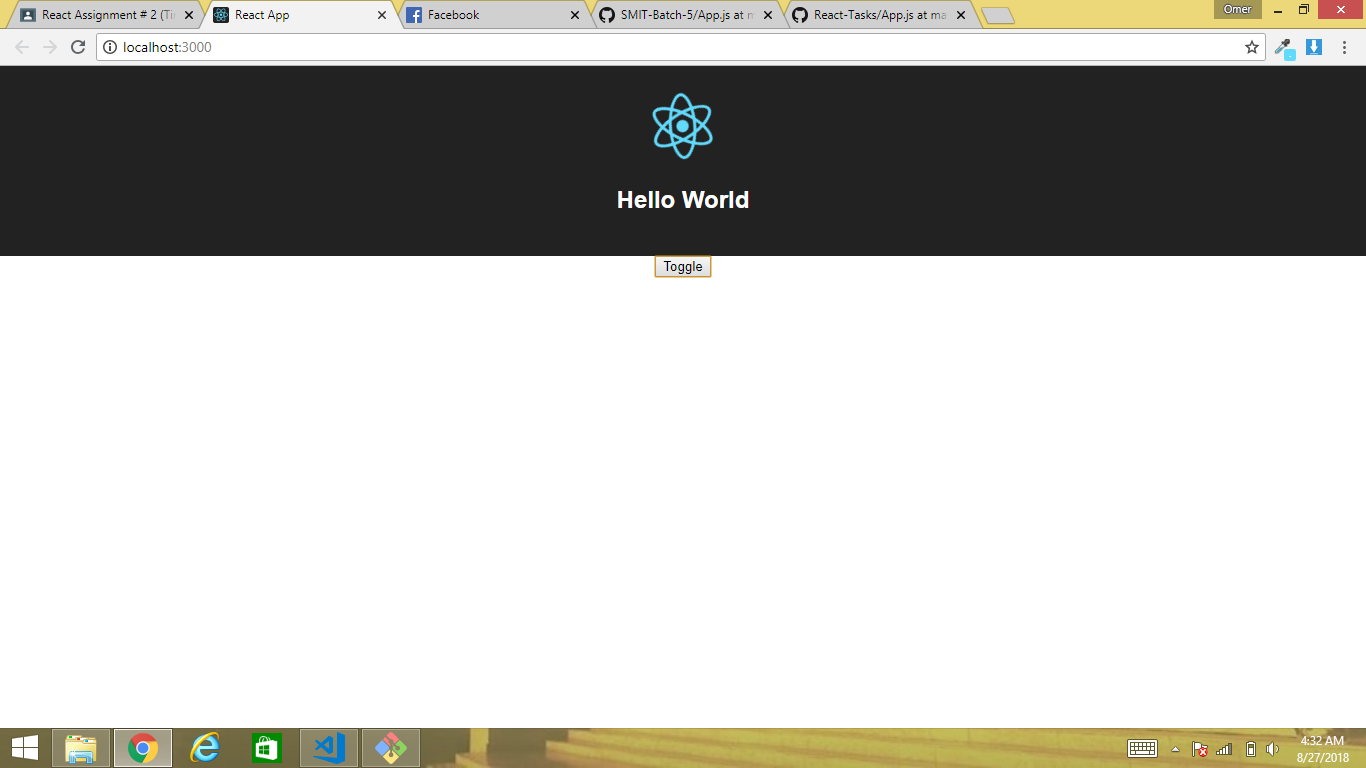 React Assignment # 2 (Ti
React App
Facebook
SMIT-Batch-5/App.js at m
React-Tasks/App.js at ma
Omer
localhost:3000
Hello World
Toggle
4:32 AM
8/27/2018